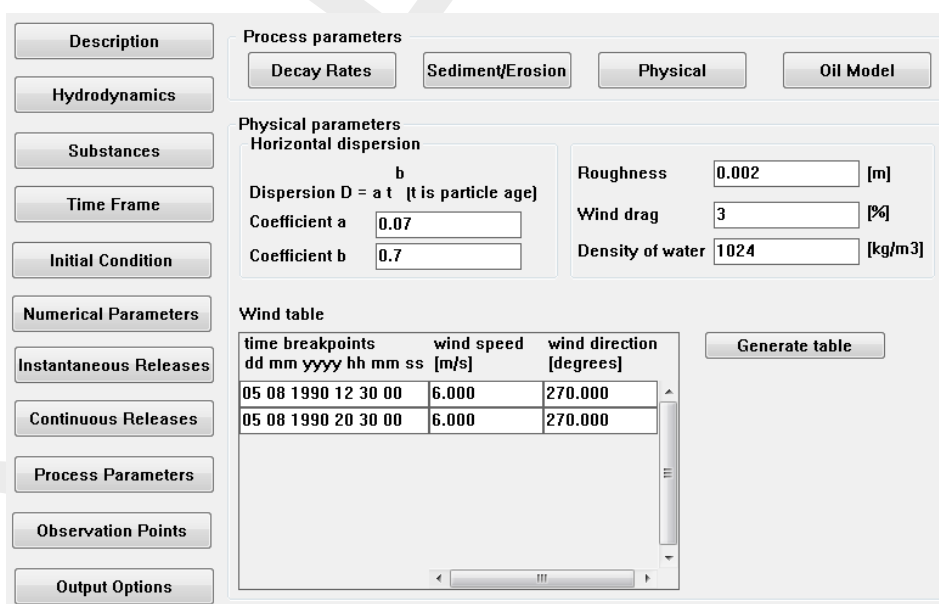 Description
Hydrodynamics
Substances
Time Frame
Initial Condition
Numerical Parameters
Instantaneous Releases
Continuous Releases
Process Parameters
Observation Points
Output Options
Process parameters
Decay Rates
Sediment/Erosion
Physical
Oil Model
Physical parameters
Horizontal dispersion
b
Dispersion D = a t (t is particle age)
Coefficient a 0.07
Coefficient b 0.7
Roughness 0.002 [m]
Wind drag 3 [%]
Density of water 1024 [kg/m3]
Wind table
time breakpoints wind speed wind direction
dd mm yyyy hh mm ss [m/s] [degrees]
05 08 1990 12 30 00 6.000 270.000
05 08 1990 20 30 00 6.000 270.000
Generate table